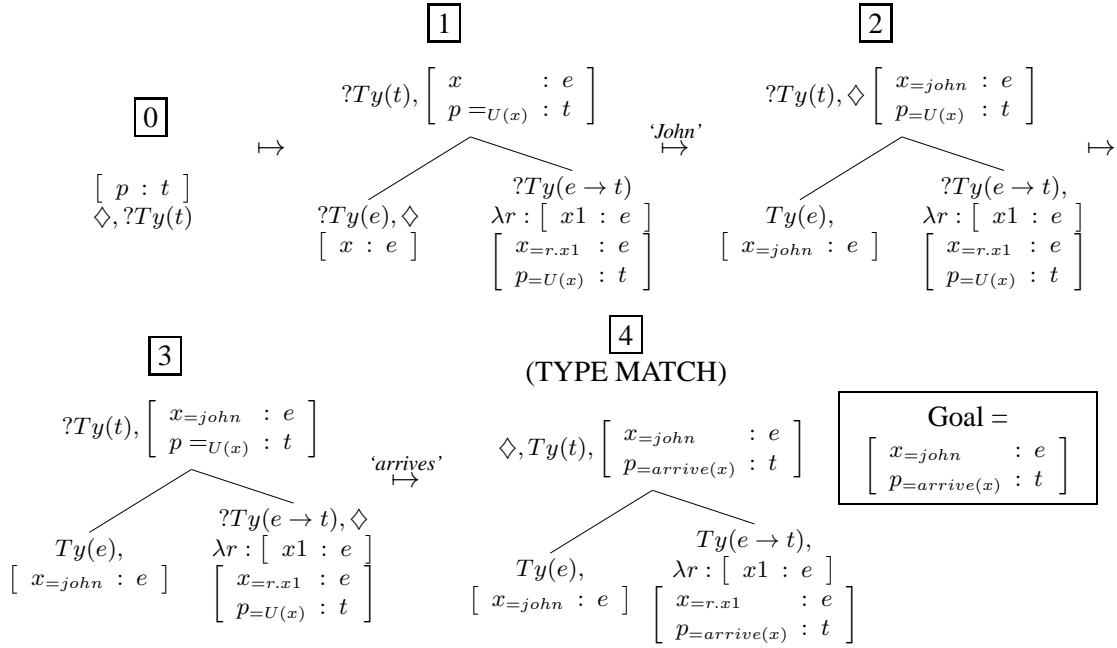 0
[ p : t ]
◇, ?Ty(t)
↦
1
?Ty(t), [ x : e
p =U(x) : t ]
?Ty(e), ◇
[ x : e ]
?Ty(e → t)
λr : [ x1 : e ]
[ x=r.x1 : e
p=U(x) : t ]
‘John’
↦
2
?Ty(t), ◇ [ x=john : e
p=U(x) : t ]
Ty(e),
[ x=john : e ]
?Ty(e → t),
λr : [ x1 : e ]
[ x=r.x1 : e
p=U(x) : t ]
↦
3
?Ty(t), [ x=john : e
p =U(x) : t ]
Ty(e),
[ x=john : e ]
?Ty(e → t), ◇
λr : [ x1 : e ]
[ x=r.x1 : e
p=U(x) : t ]
‘arrives’
↦
4
(TYPE MATCH)
◇, Ty(t), [ x=john : e
p=arrive(x) : t ]
Ty(e),
[ x=john : e ]
Ty(e → t),
λr : [ x1 : e ]
[ x=r.x1 : e
p=arrive(x) : t ]
Goal =
[ x=john : e
p=arrive(x) : t ]